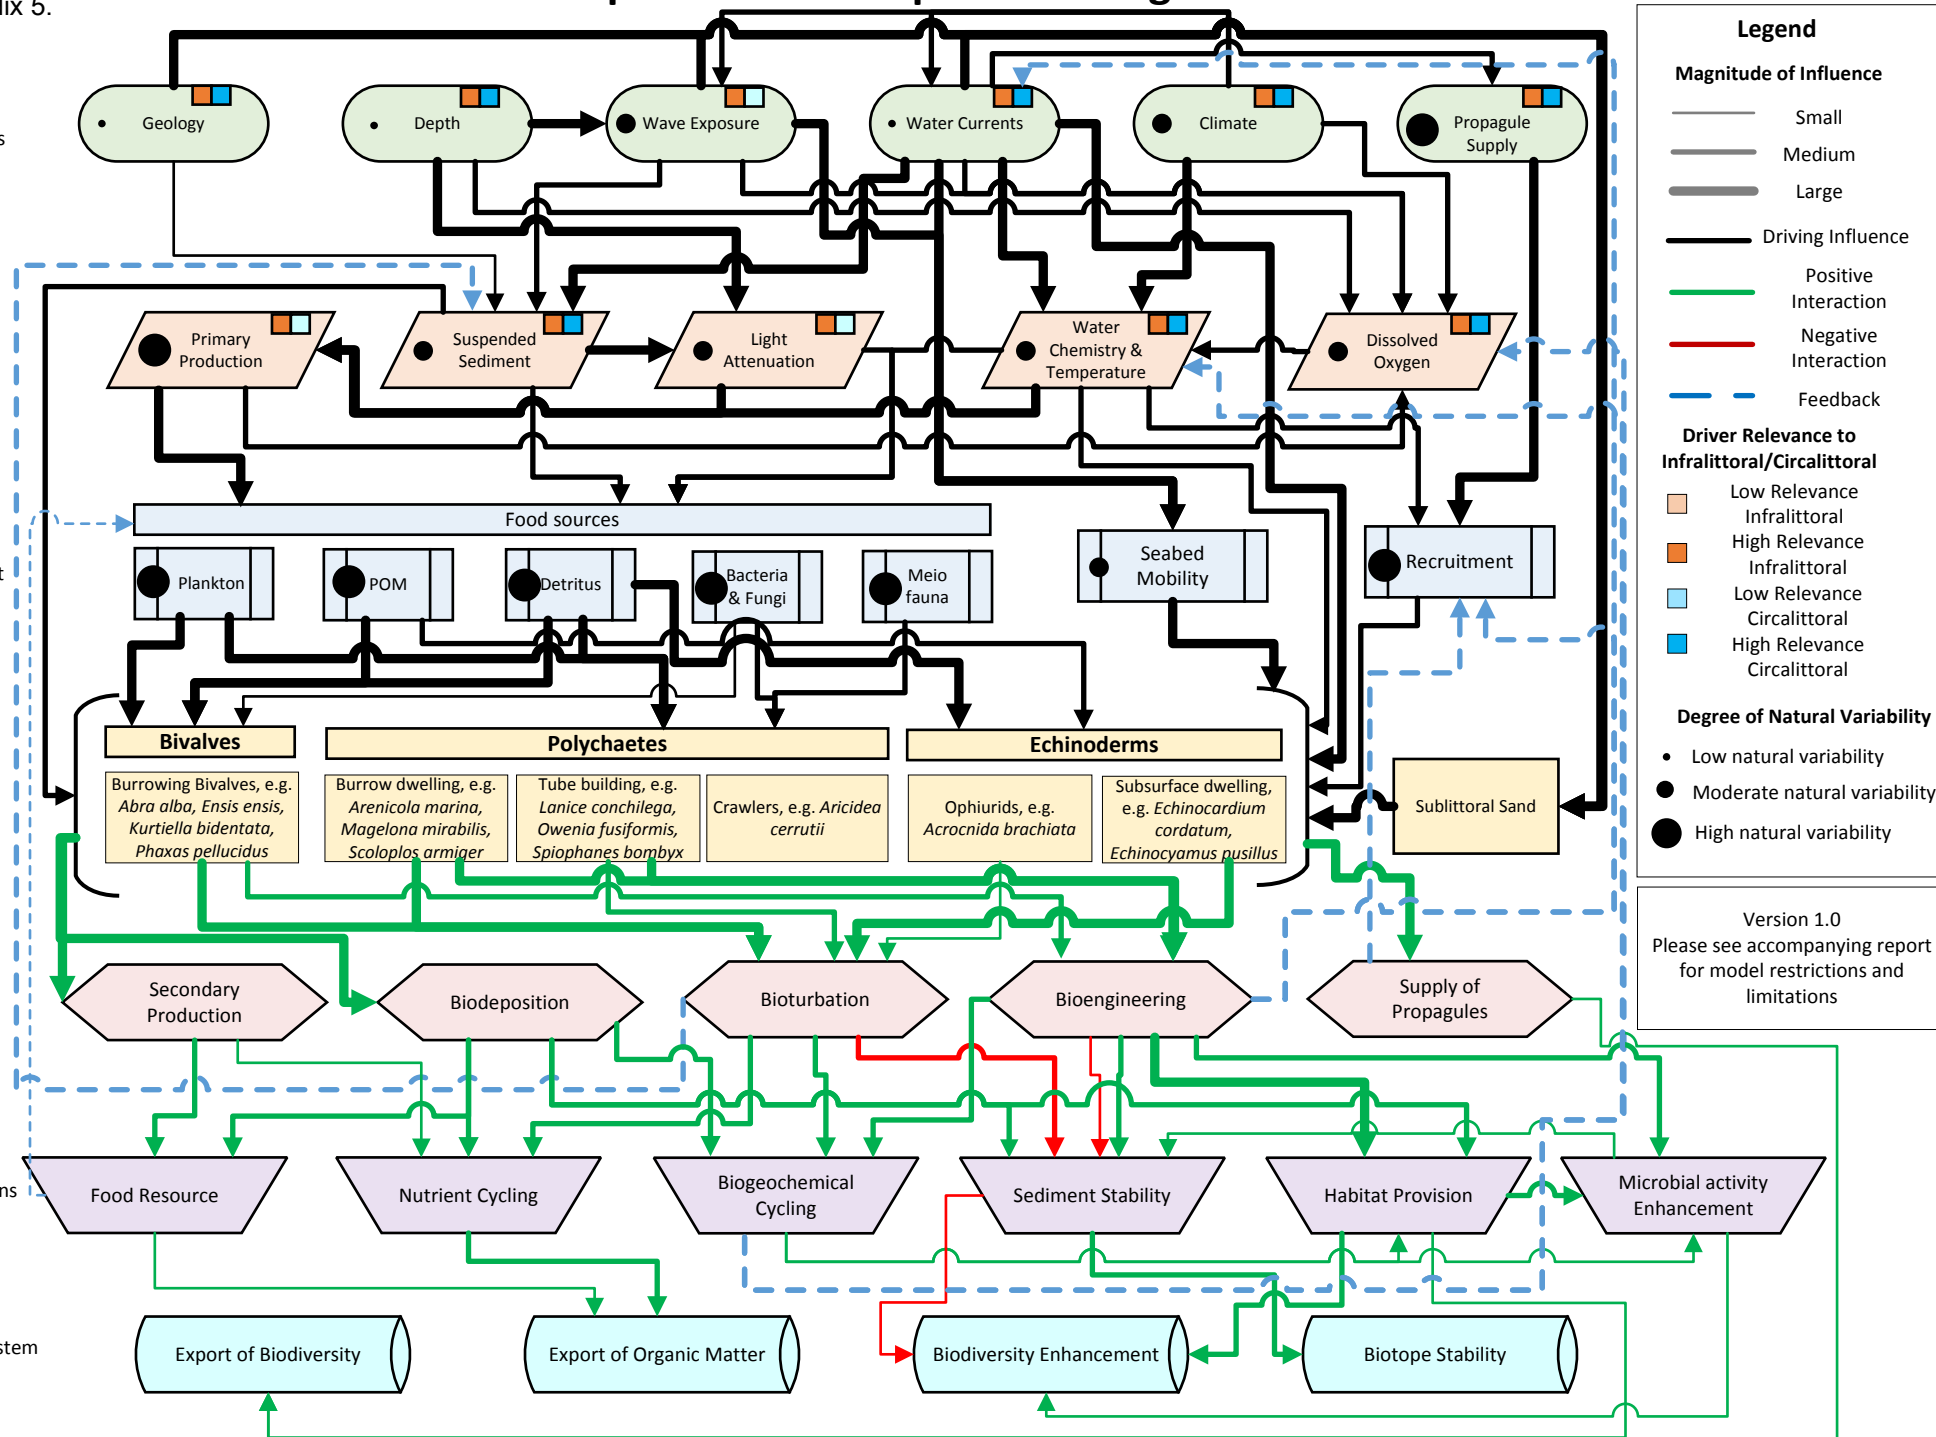 lix 5.
Geology
Depth
Wave Exposure
Water Currents
Climate
Propagule
Supply
Primary
Production
Suspended
Sediment
Light
Attenuation
Water
Chemistry &
Temperature
Dissolved
Oxygen
Food sources
Plankton
POM
Detritus
Bacteria
& Fungi
Meio
fauna
Seabed
Mobility
Recruitment
Bivalves
Polychaetes
Echinoderms
Burrowing Bivalves, e.g.
Abra alba, Ensis ensis,
Kurtiella bidentata,
Phaxas pellucidus
Burrow dwelling, e.g.
Arenicola marina,
Magelona mirabilis,
Scoloplos armiger
Tube building, e.g.
Lanice conchilega,
Owenia fusiformis,
Spiophanes bombyx
Crawlers, e.g. Aricidea
cerrutii
Ophiurids, e.g.
Acrocnida brachiata
Subsurface dwelling,
e.g. Echinocardium
cordatum,
Echinocyamus pusillus
Sublittoral Sand
Secondary
Production
Biodeposition
Bioturbation
Bioengineering
Supply of
Propagules
ns
Food Resource
Nutrient Cycling
Biogeochemical
Cycling
Sediment Stability
Habitat Provision
Microbial activity
Enhancement
stem
Export of Biodiversity
Export of Organic Matter
Biodiversity Enhancement
Biotope Stability
Legend
Magnitude of Influence
Small
Medium
Large
Driving Influence
Positive
Interaction
Negative
Interaction
Feedback
Driver Relevance to
Infralittoral/Circalittoral
Low Relevance
Infralittoral
High Relevance
Infralittoral
Low Relevance
Circalittoral
High Relevance
Circalittoral
Degree of Natural Variability
Low natural variability
Moderate natural variability
High natural variability
Version 1.0
Please see accompanying report
for model restrictions and
limitations